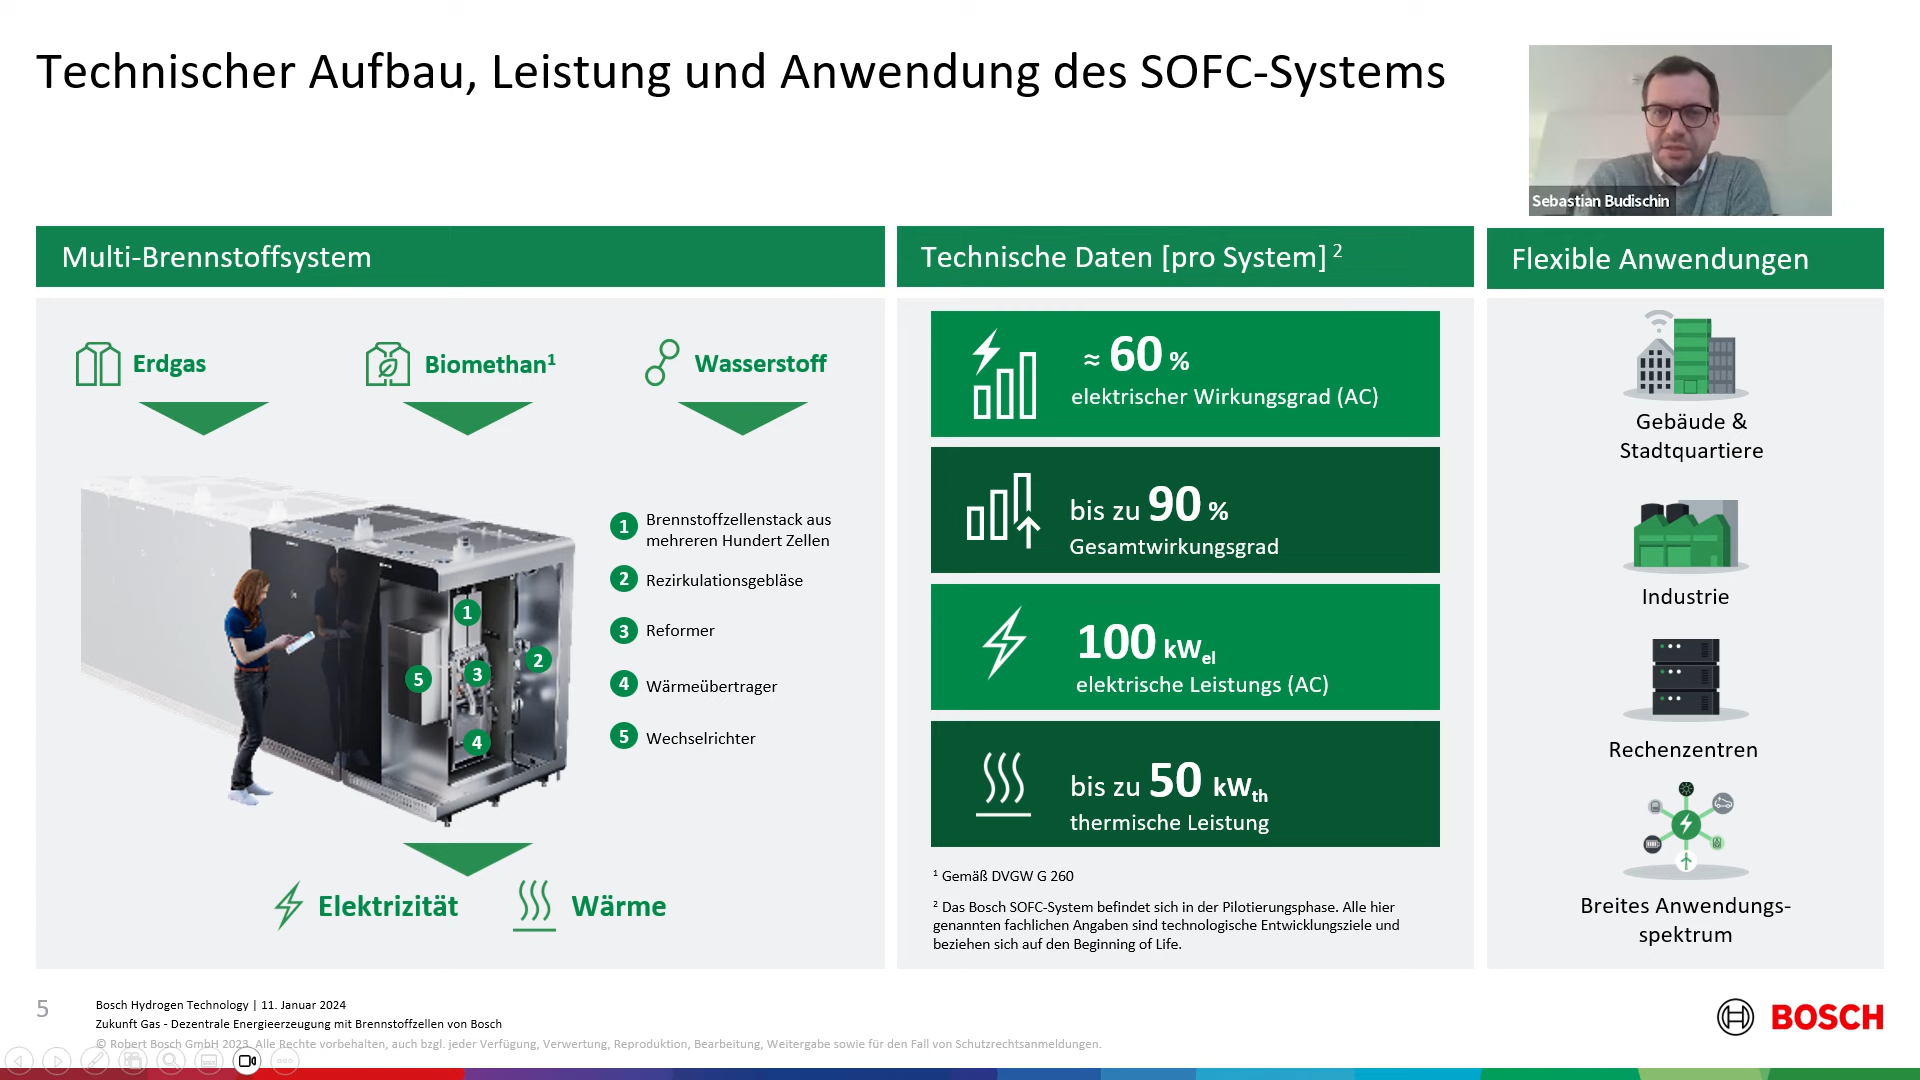 Technischer Aufbau, Leistung und Anwendung des SOFC-Systems
Sebastian Budischin
Multi-Brennstoffsystem
Erdgas
Biomethan¹
Wasserstoff
1 Brennstoffzellenstack aus
mehreren Hundert Zellen
2 Rezirkulationsgebläse
3 Reformer
4 Wärmeübertrager
5 Wechselrichter
1
2
3
5
4
Elektrizität
Wärme
Technische Daten [pro System] ²
≈ 60 %
elektrischer Wirkungsgrad (AC)
bis zu 90 %
Gesamtwirkungsgrad
100 kWel
elektrische Leistungs (AC)
bis zu 50 kWth
thermische Leistung
¹ Gemäß DVGW G 260
² Das Bosch SOFC-System befindet sich in der Pilotierungsphase. Alle hier
genannten fachlichen Angaben sind technologische Entwicklungsziele und
beziehen sich auf den Beginning of Life.
Flexible Anwendungen
Gebäude &
Stadtquartiere
Industrie
Rechenzentren
Breites Anwendungs-
spektrum
5
Bosch Hydrogen Technology | 11. Januar 2024
Zukunft Gas - Dezentrale Energieerzeugung mit Brennstoffzellen von Bosch
© Robert Bosch GmbH 2023. Alle Rechte vorbehalten, auch bzgl. jeder Verfügung, Verwertung, Reproduktion, Bearbeitung, Weitergabe sowie für den Fall von Schutzrechtsanmeldungen.
BOSCH